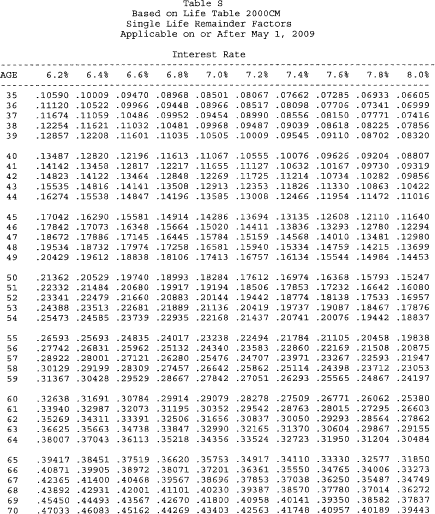 Table S
Based on Life Table 2000CM
Single Life Remainder Factors
Applicable on or After May 1, 2009
Interest Rate
AGE 6.2% 6.4% 6.6% 6.8% 7.0% 7.2% 7.4% 7.6% 7.8% 8.0%
35 .10590 .10009 .09470 .08968 .08501 .08067 .07662 .07285 .06933 .06605
36 .11120 .10522 .09966 .09448 .08966 .08517 .08098 .07706 .07341 .06999
37 .11674 .11059 .10486 .09952 .09454 .08990 .08556 .08150 .07771 .07416
38 .12254 .11621 .11032 .10481 .09968 .09487 .09039 .08618 .08225 .07856
39 .12857 .12208 .11601 .11035 .10505 .10009 .09545 .09110 .08702 .08320
40 .13487 .12820 .12196 .11613 .11067 .10555 .10076 .09626 .09204 .08807
41 .14142 .13458 .12817 .12217 .11655 .11127 .10632 .10167 .09730 .09319
42 .14823 .14122 .13464 .12848 .12269 .11725 .11214 .10734 .10282 .09856
43 .15535 .14816 .14141 .13508 .12913 .12353 .11826 .11330 .10863 .10422
44 .16274 .15538 .14847 .14196 .13585 .13008 .12466 .11954 .11472 .11016
45 .17042 .16290 .15581 .14914 .14286 .13694 .13135 .12608 .12110 .11640
46 .17842 .17073 .16348 .15664 .15020 .14411 .13836 .13293 .12780 .12294
47 .18672 .17886 .17145 .16445 .15784 .15159 .14568 .14010 .13481 .12980
48 .19534 .18732 .17974 .17258 .16581 .15940 .15334 .14759 .14215 .13699
49 .20429 .19612 .18838 .18106 .17413 .16757 .16134 .15544 .14984 .14453
50 .21362 .20529 .19740 .18993 .18284 .17612 .16974 .16368 .15793 .15247
51 .22332 .21484 .20680 .19917 .19194 .18506 .17853 .17232 .16642 .16080
52 .23341 .22479 .21660 .20883 .20144 .19442 .18774 .18138 .17533 .16957
53 .24388 .23513 .22681 .21889 .21136 .20419 .19737 .19087 .18467 .17876
54 .25473 .24585 .23739 .22935 .22168 .21437 .20741 .20076 .19442 .18837
55 .26593 .25693 .24835 .24017 .23238 .22494 .21784 .21105 .20458 .19838
56 .27742 .26831 .25962 .25132 .24340 .23583 .22860 .22169 .21508 .20875
57 .28922 .28001 .27121 .26280 .25476 .24707 .23971 .23267 .22593 .21947
58 .30129 .29199 .28309 .27457 .26642 .25862 .25114 .24398 .23712 .23053
59 .31367 .30428 .29529 .28667 .27842 .27051 .26293 .25565 .24867 .24197
60 .32638 .31691 .30784 .29914 .29079 .28278 .27509 .26771 .26062 .25380
61 .33940 .32987 .32073 .31195 .30352 .29542 .28763 .28015 .27295 .26603
62 .35269 .34311 .33391 .32506 .31656 .30837 .30050 .29293 .28564 .27862
63 .36625 .35663 .34738 .33847 .32990 .32165 .31370 .30604 .29867 .29155
64 .38007 .37043 .36113 .35218 .34356 .33524 .32723 .31950 .31204 .30484
65 .39417 .38451 .37519 .36620 .35753 .34917 .34110 .33330 .32577 .31850
66 .40871 .39905 .38972 .38071 .37201 .36361 .35550 .34765 .34006 .33273
67 .42365 .41400 .40468 .39567 .38696 .37853 .37038 .36250 .35487 .34749
68 .43892 .42931 .42001 .41101 .40230 .39387 .38570 .37780 .37014 .36272
69 .45450 .44493 .43567 .42670 .41800 .40958 .40141 .39350 .38582 .37837
70 .47033 .46083 .45162 .44269 .43403 .42563 .41748 .40957 .40189 .39443